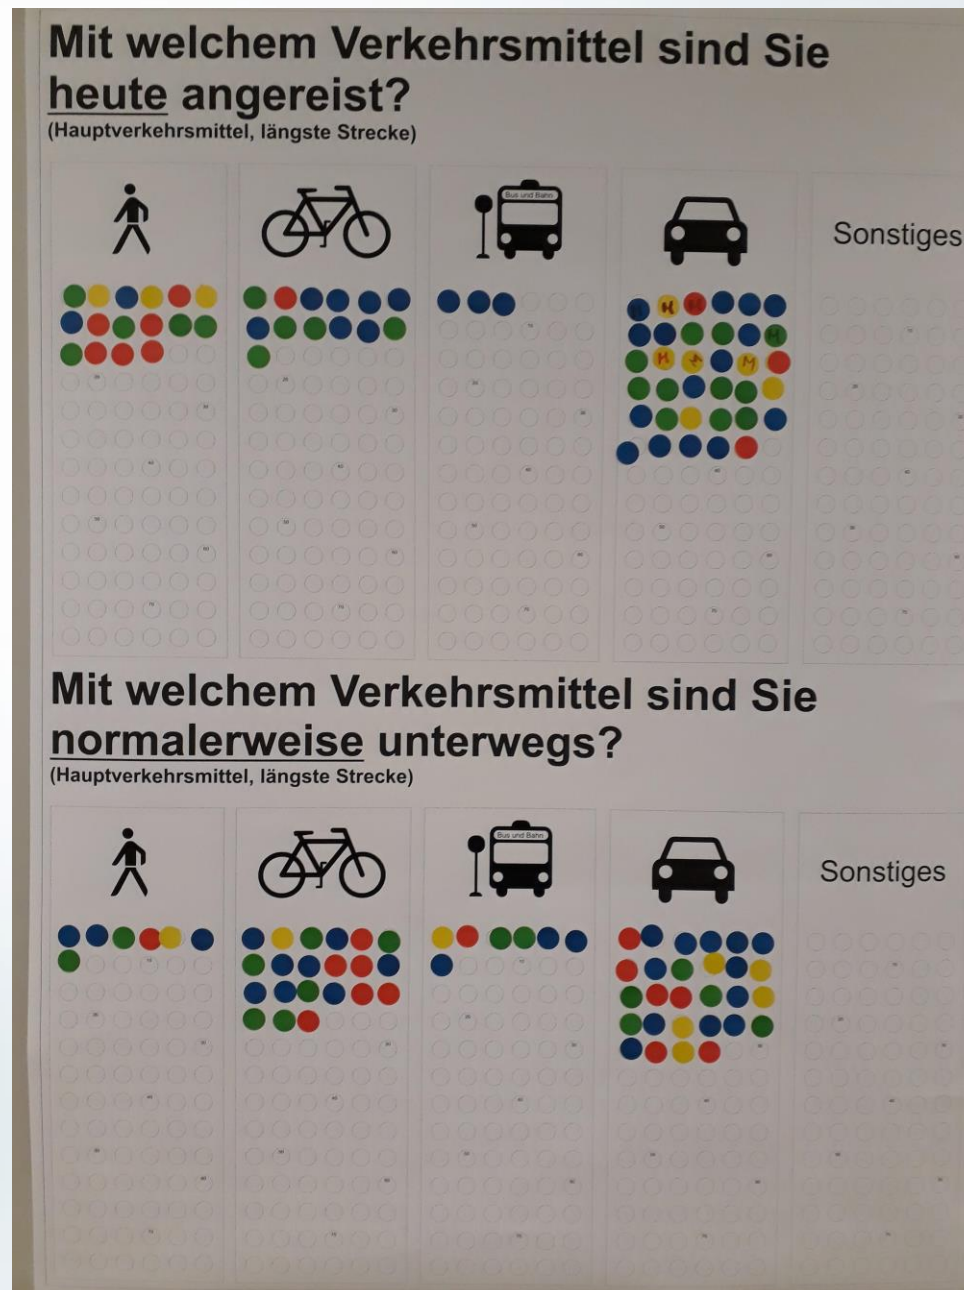 Mit welchem Verkehrsmittel sind Sie
heute angereist?
(Hauptverkehrsmittel, längste Strecke)
Bus und Bahn
Sonstiges
H H H
H
H H M
Mit welchem Verkehrsmittel sind Sie
normalerweise unterwegs?
(Hauptverkehrsmittel, längste Strecke)
Bus und Bahn
Sonstiges